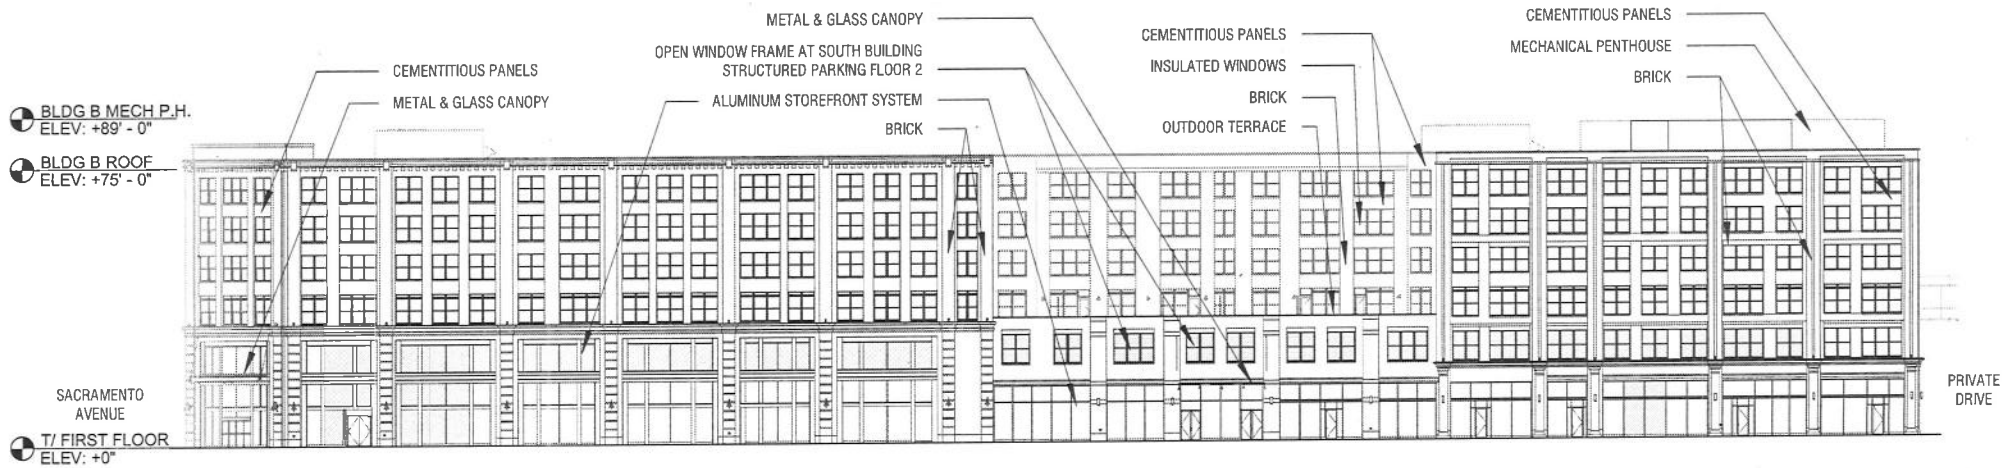 METAL & GLASS CANOPY
CEMENTITIOUS PANELS
OPEN WINDOW FRAME AT SOUTH BUILDING
STRUCTURED PARKING FLOOR 2
CEMENTITIOUS PANELS
MECHANICAL PENTHOUSE
CEMENTITIOUS PANELS
INSULATED WINDOWS
BRICK
METAL & GLASS CANOPY
ALUMINUM STOREFRONT SYSTEM
BRICK
BLDG B MECH P.H.
ELEV: +89' - 0"
BRICK
OUTDOOR TERRACE
BLDG B ROOF
ELEV: +75' - 0"
SACRAMENTO
AVENUE
PRIVATE
DRIVE
T/ FIRST FLOOR
ELEV: +0"